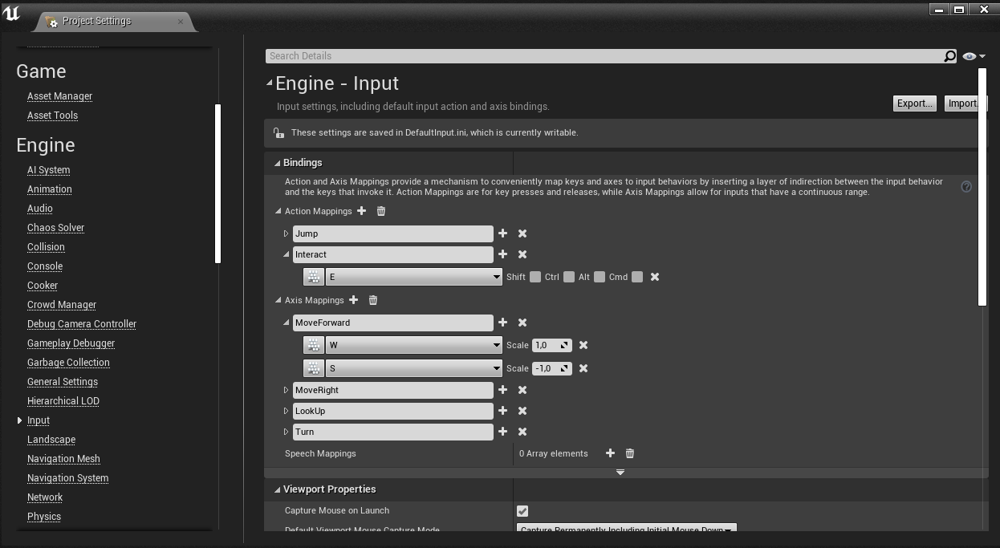 Project Settings
Game
Asset Manager
Asset Tools
Engine
AI System
Animation
Audio
Chaos Solver
Collision
Console
Cooker
Crowd Manager
Debug Camera Controller
Gameplay Debugger
Garbage Collection
General Settings
Hierarchical LOD
Input
Landscape
Navigation Mesh
Navigation System
Network
Physics
Search Details
Engine - Input
Input settings, including default input action and axis bindings.
Export... Import
These settings are saved in DefaultInput.ini, which is currently writable.
Bindings
Action and Axis Mappings provide a mechanism to conveniently map keys and axes to input behaviors by inserting a layer of indirection between the input behavior
and the keys that invoke it. Action Mappings are for key presses and releases, while Axis Mappings allow for inputs that have a continuous range.
Action Mappings
Jump
Interact
E Shift Ctrl Alt Cmd
Axis Mappings
MoveForward
W Scale 1,0
S Scale -1,0
MoveRight
LookUp
Turn
Speech Mappings 0 Array elements
Viewport Properties
Capture Mouse on Launch
Default Viewport Mouse Capture Mode Capture Permanently Including Initial Mouse Down